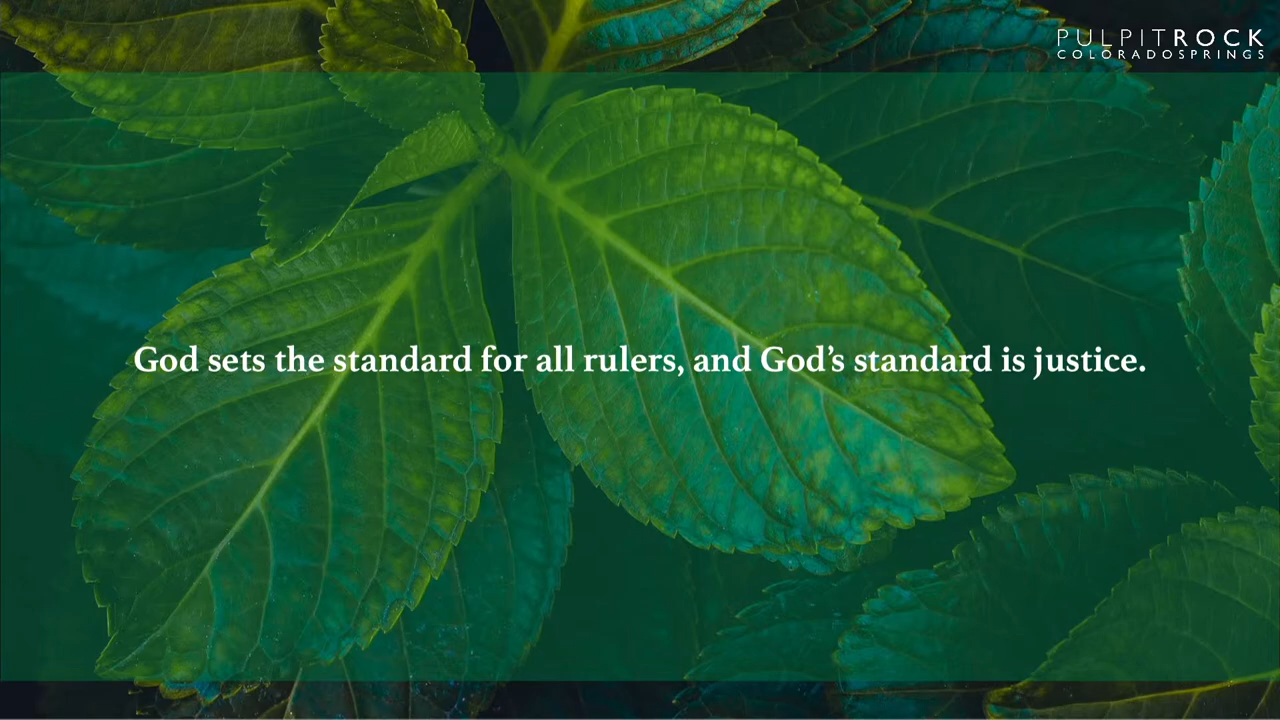 PULPITROCK
COLORADOSPRINGS
God sets the standard for all rulers, and God’s standard is justice.